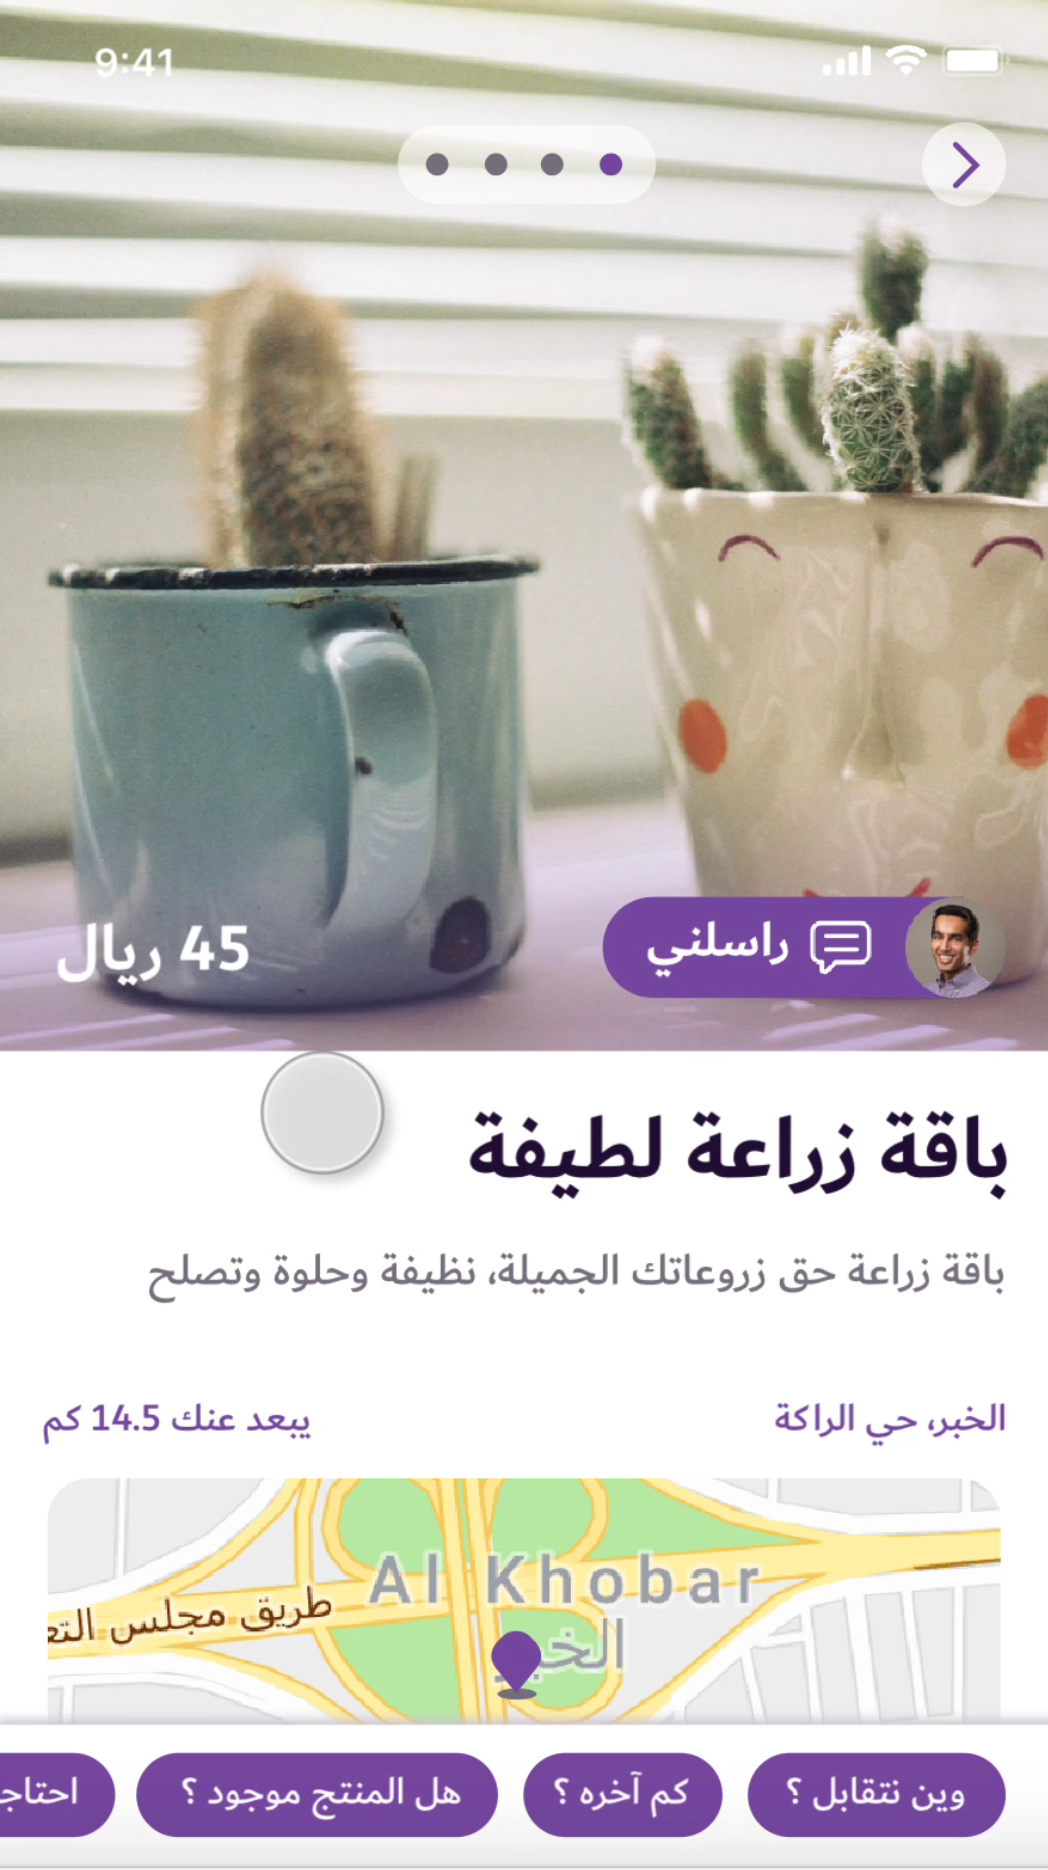 9:41
راسلني
45 ريال
باقة زراعة لطيفة
باقة زراعة حق زروعاتك الجميلة، نظيفة وحلوة وتصلح
الخبر، حي الراكة
يبعد عنك 14.5 كم
Al Khobar
الخبر
طريق مجلس التع
وين نتقابل ؟
كم آخره ؟
هل المنتج موجود ؟
احتاج